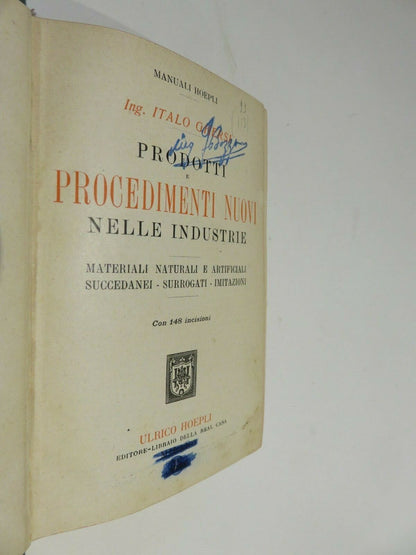 MANUALI HOEPLI
Ing. ITALO
PRODOTTI
E
PROCEDIMENTI NUOVI
NELLE INDUSTRIE
MATERIALI NATURALI E ARTIFICIALI
SUCCEDANEI - SURROGATI - IMITAZIONI
Con 148 incisioni
ULRICO HOEPLI
EDITORE-LIBRAIO DELLA REAL CASA